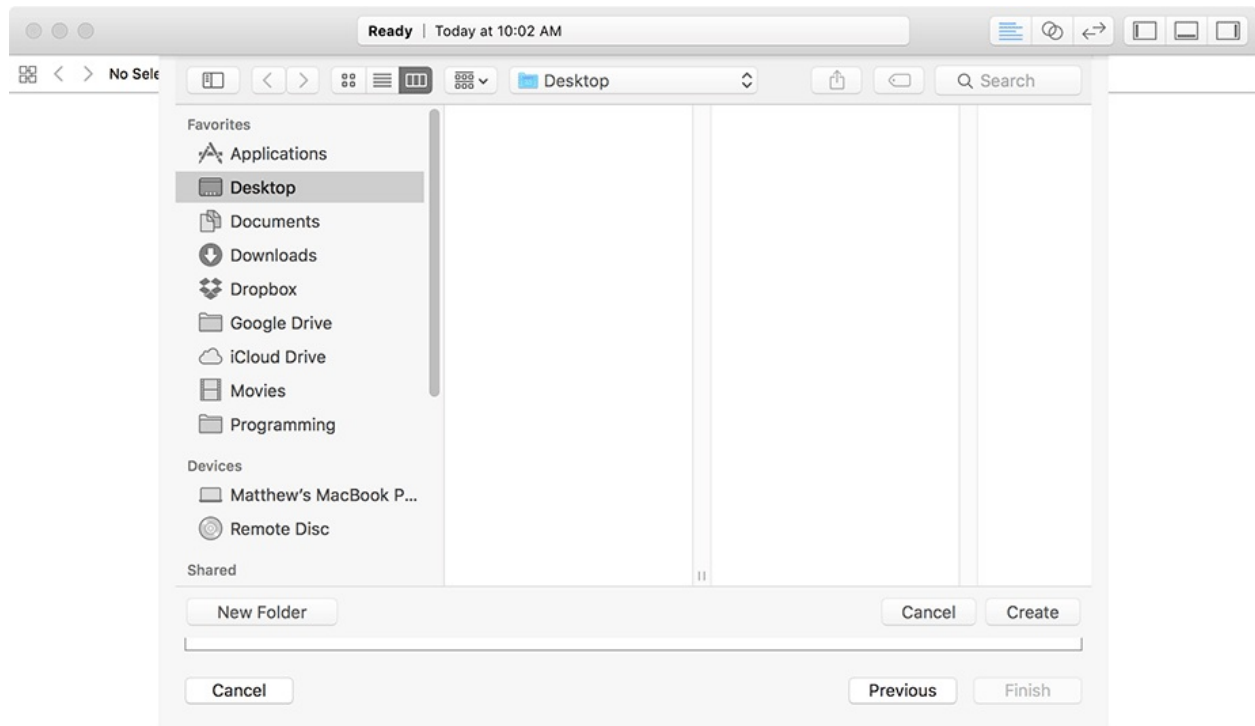 Ready | Today at 10:02 AM
No Sele
Desktop
Search
Favorites
Applications
Desktop
Documents
Downloads
Dropbox
Google Drive
iCloud Drive
Movies
Programming
Devices
Matthew's MacBook P...
Remote Disc
Shared
New Folder Cancel Create
Cancel Previous Finish